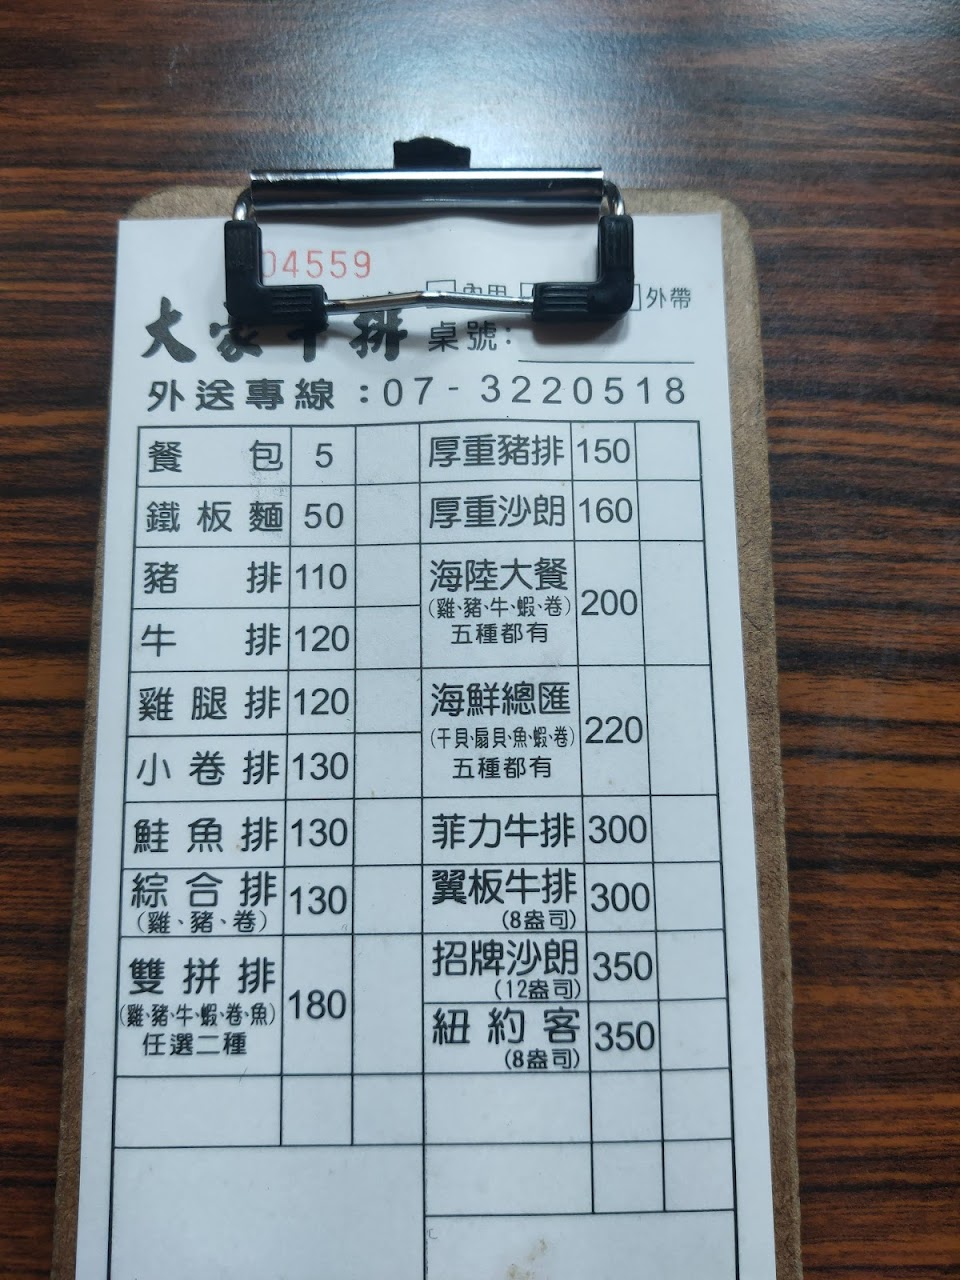 04559
內用
外帶
大豪牛排
桌號:
外送專線:07-3220518
餐包 5
鐵板麵 50
豬排 110
牛排 120
雞腿排 120
小卷排 130
鮭魚排 130
綜合排 130
(雞、豬、卷)
雙拼排 180
(雞、豬、牛、蝦、卷、魚)
任選二種
厚重豬排 150
厚重沙朗 160
海陸大餐 200
(雞、豬、牛、蝦、卷)
五種都有
海鮮總匯 220
(干貝、扇貝、魚、蝦、卷)
五種都有
菲力牛排 300
翼板牛排 300
(8盎司)
招牌沙朗 350
(12盎司)
紐約客 350
(8盎司)